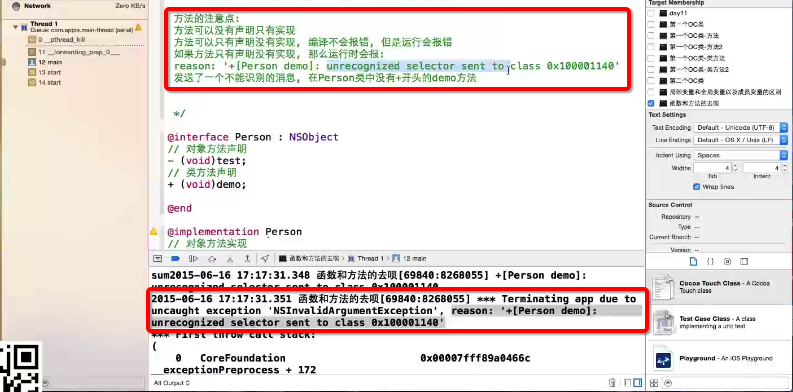 Network
Zero KB/s
Thread 1
Queue: com.apple.main-thread (serial)
0 __pthread_kill
11 ___forwarding_prep_0___
12 main
13 start
14 start
方法的注意点:
方法可以没有声明只有实现
方法可以只有声明没有实现, 编译不会报错, 但是运行会报错
如果方法只有声明没有实现, 那么运行时会报:
reason: '+[Person demo]: unrecognized selector sent to class 0x100001140'
发送了一个不能识别的消息, 在Person类中没有+开头的demo方法
*/
@interface Person : NSObject
// 对象方法声明
- (void)test;
// 类方法声明
+ (void)demo;
@end
@implementation Person
// 对象方法实现
函数和方法的去呗
Thread 1
12 main
sum2015-06-16 17:17:31.348 函数和方法的去呗[69840:8268055] +[Person demo]:
unrecognized selector sent to class 0x100001140
2015-06-16 17:17:31.351 函数和方法的去呗[69840:8268055] *** Terminating app due to
uncaught exception 'NSInvalidArgumentException', reason: '+[Person demo]:
unrecognized selector sent to class 0x100001140'
*** First throw call stack:
(
0 CoreFoundation 0x00007fff89a0466c
__exceptionPreprocess + 172
All Output
Target Membership
day11
第一个OC类
第一个OC类-方法
第一个OC类-方法2
第一个OC类-类方法
第一个OC类-类方法2
第二个OC类
局部变量和全局变量以及成员变量的区别
函数和方法的去呗
Text Settings
Text Encoding Default - Unicode (UTF-8)
Line Endings Default - OS X / Unix (LF)
Indent Using Spaces
Widths 4 4
Tab Indent
Wrap lines
Source Control
Repository --
Type --
Current Branch --
Version --
Cocoa Touch Class - A Cocoa
Touch class
Test Case Class - A class
implementing a unit test
Playground - An iOS Playground